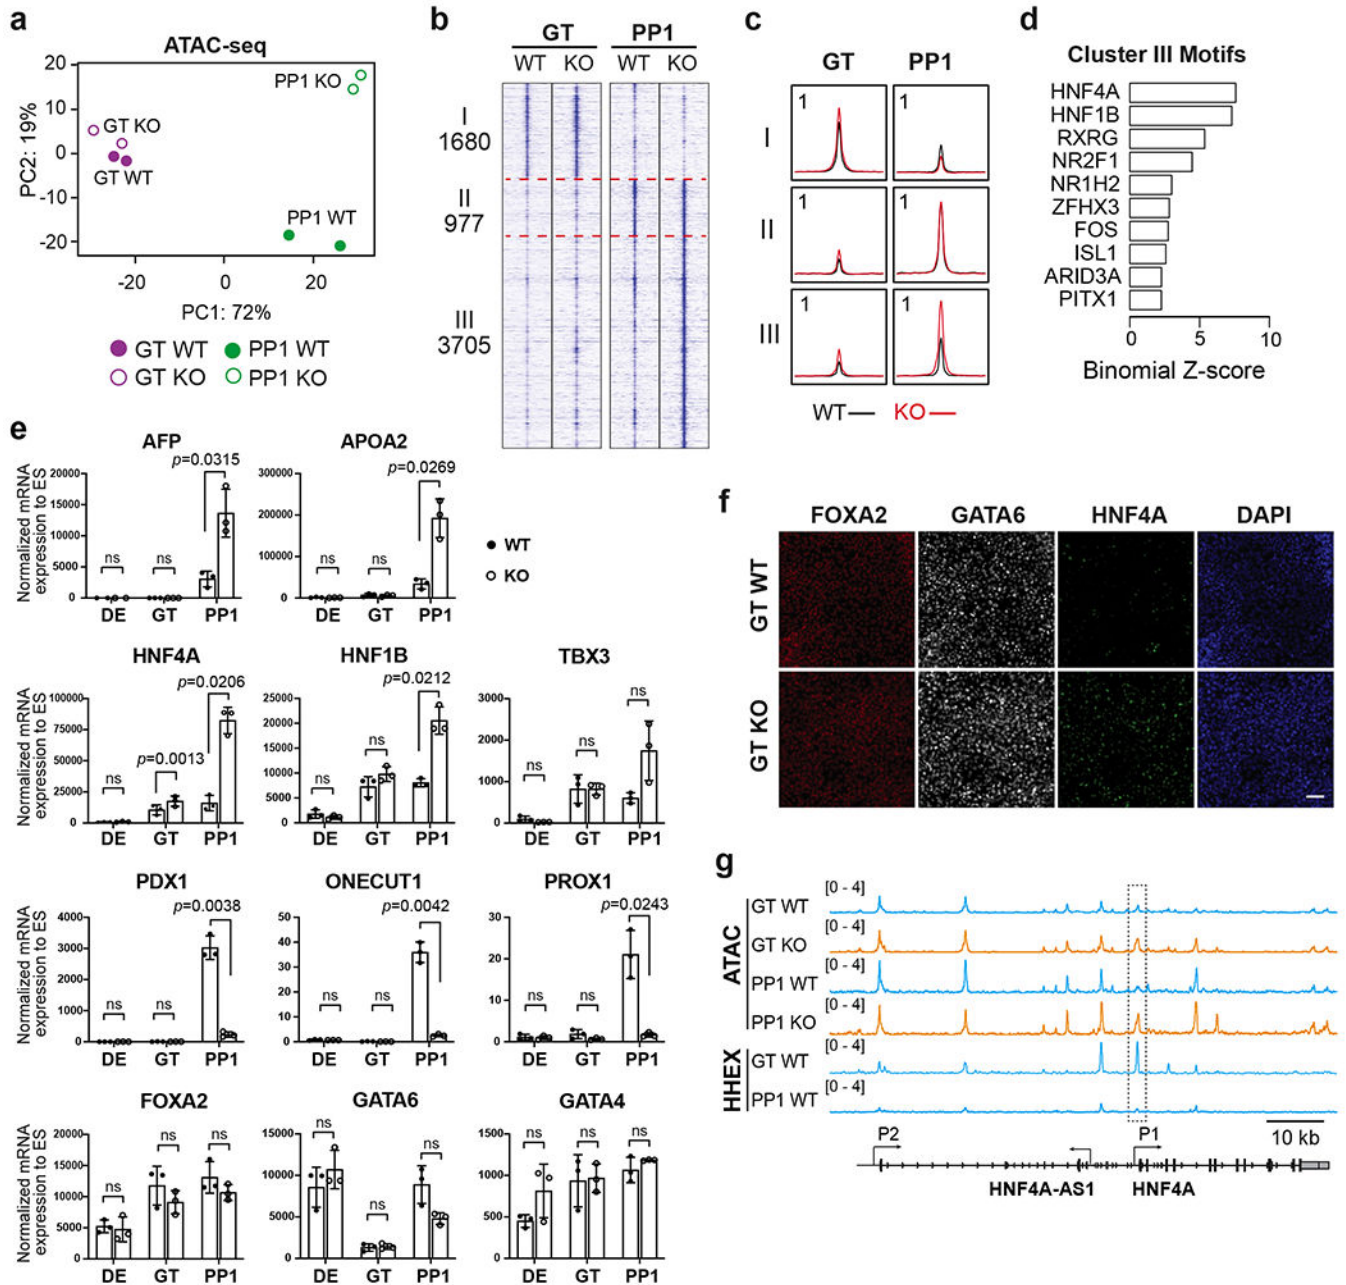 a
ATAC-seq
PC2: 19%
20
10
0
-10
-20
PP1 KO
GT KO
GT WT
PP1 WT
-20
0
20
PC1: 72%
GT WT
PP1 WT
GT KO
PP1 KO
b
GT
PP1
WT
KO
WT
KO
I
1680
II
977
III
3705
c
GT
PP1
I
1
1
II
1
1
III
1
1
WT
KO
d
Cluster III Motifs
HNF4A
HNF1B
RXRG
NR2F1
NR1H2
ZFHX3
FOS
ISL1
ARID3A
PITX1
0
5
10
Binomial Z-score
e
Normalized mRNA
expression to ES
AFP
p=0.0315
20000
15000
10000
5000
0
ns
ns
DE
GT
PP1
APOA2
p=0.0269
300000
200000
100000
0
ns
ns
DE
GT
PP1
WT
KO
Normalized mRNA
expression to ES
HNF4A
p=0.0206
100000
75000
50000
25000
0
p=0.0013
ns
DE
GT
PP1
HNF1B
p=0.0212
25000
20000
15000
10000
5000
0
ns
ns
DE
GT
PP1
TBX3
3000
2000
1000
0
ns
ns
ns
DE
GT
PP1
Normalized mRNA
expression to ES
PDX1
p=0.0038
4000
3000
2000
1000
0
ns
ns
DE
GT
PP1
ONECUT1
p=0.0042
50
40
30
20
10
0
ns
ns
DE
GT
PP1
PROX1
p=0.0243
30
20
10
0
ns
ns
DE
GT
PP1
Normalized mRNA
expression to ES
FOXA2
20000
15000
10000
5000
0
ns
ns
ns
DE
GT
PP1
GATA6
15000
10000
5000
0
ns
ns
ns
DE
GT
PP1
GATA4
1500
1000
500
0
ns
ns
ns
DE
GT
PP1
f
FOXA2
GATA6
HNF4A
DAPI
GT WT
GT KO
g
ATAC
GT WT
[0 - 4]
GT KO
[0 - 4]
PP1 WT
[0 - 4]
PP1 KO
[0 - 4]
HHEX
GT WT
[0 - 4]
PP1 WT
[0 - 4]
10 kb
P2
P1
HNF4A-AS1
HNF4A